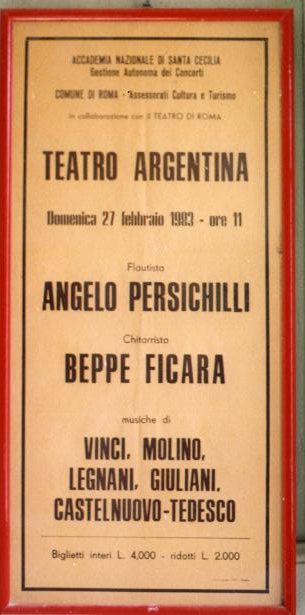 ACCADEMIA NAZIONALE DI SANTA CECILIA
Gestione Autonoma dei Concerti
COMUNE DI ROMA - Assessorati Cultura e Turismo
in collaborazione con il TEATRO DI ROMA
TEATRO ARGENTINA
Domenica 27 febbraio 1983 - ore 11
Flautista
ANGELO PERSICHILLI
Chitarrista
BEPPE FICARA
musiche di
VINCI, MOLINO,
LEGNANI, GIULIANI,
CASTELNUOVO-TEDESCO
Biglietti interi L. 4.000 - ridotti L. 2.000